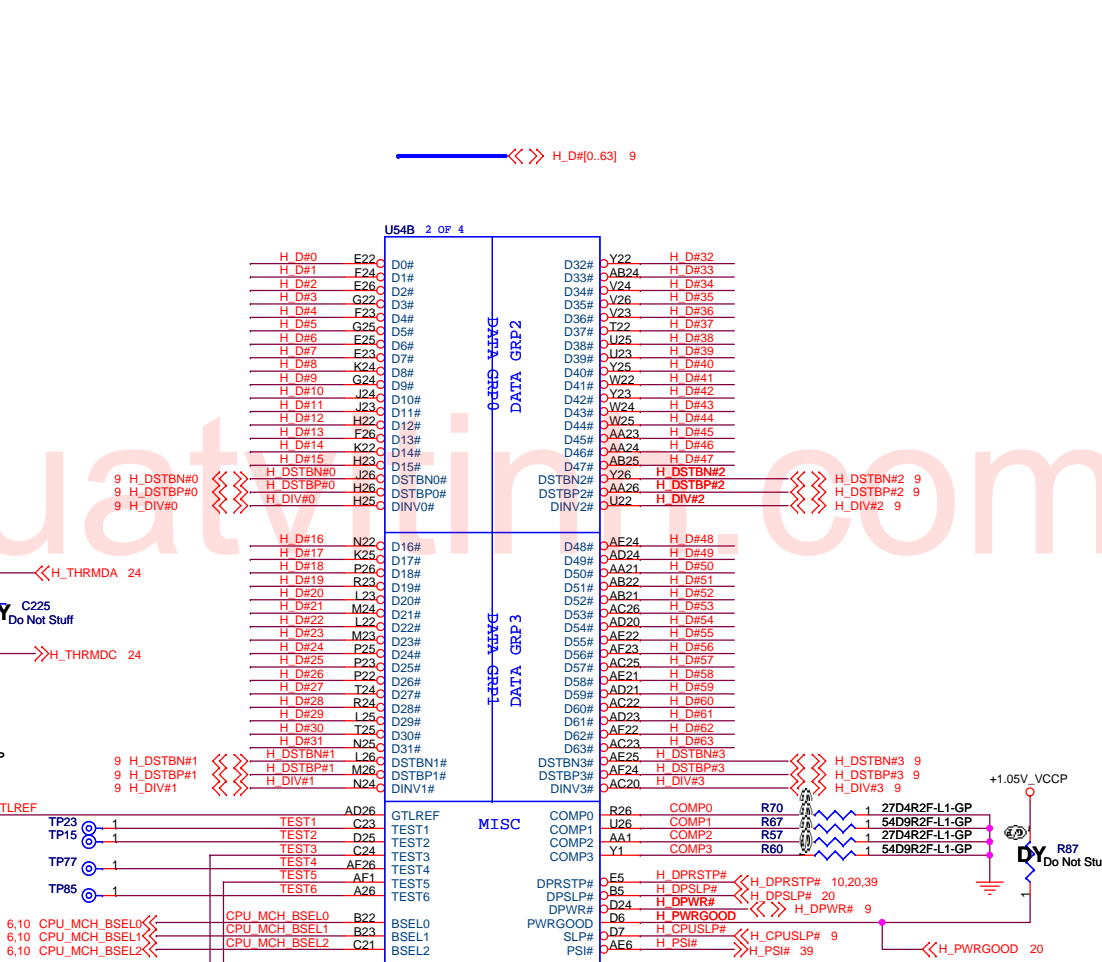 H_D#[0..63] 9
U54B 2 OF 4
H_D#0 E22 D0# D32# Y22 H_D#32
H_D#1 F24 D1# D33# AB24 H_D#33
H_D#2 E26 D2# D34# V24 H_D#34
H_D#3 G22 D3# D35# V26 H_D#35
H_D#4 F23 D4# D36# V23 H_D#36
H_D#5 G25 D5# D37# T22 H_D#37
H_D#6 E25 D6# D38# U25 H_D#38
H_D#7 E23 D7# D39# U23 H_D#39
H_D#8 K24 D8# D40# Y25 H_D#40
H_D#9 G24 D9# D41# W22 H_D#41
H_D#10 J24 D10# D42# Y23 H_D#42
H_D#11 J23 D11# D43# W24 H_D#43
H_D#12 H22 D12# D44# W25 H_D#44
H_D#13 F26 D13# D45# AA23 H_D#45
H_D#14 K22 D14# D46# AA24 H_D#46
H_D#15 H23 D15# D47# AB25 H_D#47
9 H_DSTBN#0 H_DSTBN#0 J26 DSTBN0# DSTBN2# Y26 H_DSTBN#2 H_DSTBN#2 9
9 H_DSTBP#0 H_DSTBP#0 H26 DSTBP0# DSTBP2# AA26 H_DSTBP#2 H_DSTBP#2 9
9 H_DIV#0 H_DIV#0 H25 DINV0# DINV2# U22 H_DIV#2 H_DIV#2 9
DATA GRP0
DATA GRP2
uatvitinh.com
H_D#16 N22 D16# D48# AE24 H_D#48
H_D#17 K25 D17# D49# AD24 H_D#49
H_D#18 P26 D18# D50# AA21 H_D#50
H_D#19 R23 D19# D51# AB22 H_D#51
H_D#20 L23 D20# D52# AB21 H_D#52
H_D#21 M24 D21# D53# AC26 H_D#53
H_D#22 L22 D22# D54# AD20 H_D#54
H_D#23 M23 D23# D55# AE22 H_D#55
H_D#24 P25 D24# D56# AF23 H_D#56
H_D#25 P23 D25# D57# AC25 H_D#57
H_D#26 P22 D26# D58# AE21 H_D#58
H_D#27 T24 D27# D59# AD21 H_D#59
H_D#28 R24 D28# D60# AC22 H_D#60
H_D#29 L25 D29# D61# AD23 H_D#61
H_D#30 T25 D30# D62# AF22 H_D#62
H_D#31 N25 D31# D63# AC23 H_D#63
9 H_DSTBN#1 H_DSTBN#1 L26 DSTBN1# DSTBN3# AE25 H_DSTBN#3 H_DSTBN#3 9
9 H_DSTBP#1 H_DSTBP#1 M26 DSTBP1# DSTBP3# AF24 H_DSTBP#3 H_DSTBP#3 9
9 H_DIV#1 H_DIV#1 N24 DINV1# DINV3# AC20 H_DIV#3 H_DIV#3 9
DATA GRP1
DATA GRP3
H_THRMDA 24
Y C225
Do Not Stuff
H_THRMDC 24
+1.05V_VCCP
TLREF AD26 GTLREF MISC COMP0 R26 COMP0 R70 1 27D4R2F-L1-GP
TP23 1 TEST1 C23 TEST1 COMP1 U26 COMP1 R67 1 54D9R2F-L1-GP
TP15 1 TEST2 D25 TEST2 COMP2 AA1 COMP2 R57 1 27D4R2F-L1-GP
TEST3 C24 TEST3 COMP3 Y1 COMP3 R60 1 54D9R2F-L1-GP
TP77 1 TEST4 AF26 TEST4
TEST5 AF1 TEST5 DPRSTP# E5 H_DPRSTP# H_DPRSTP# 10,20,39
TP85 1 TEST6 A26 TEST6 DPSLP# B5 H_DPSLP# H_DPSLP# 20
DPWR# D24 H_DPWR# H_DPWR# 9
6,10 CPU_MCH_BSEL0 CPU_MCH_BSEL0 B22 BSEL0 PWRGOOD D6 H_PWRGOOD
6,10 CPU_MCH_BSEL1 CPU_MCH_BSEL1 B23 BSEL1 SLP# D7 H_CPUSLP# H_CPUSLP# 9
6,10 CPU_MCH_BSEL2 CPU_MCH_BSEL2 C21 BSEL2 PSI# AE6 H_PSI# H_PSI# 39
DY R87
Do Not Stu
1
H_PWRGOOD 20